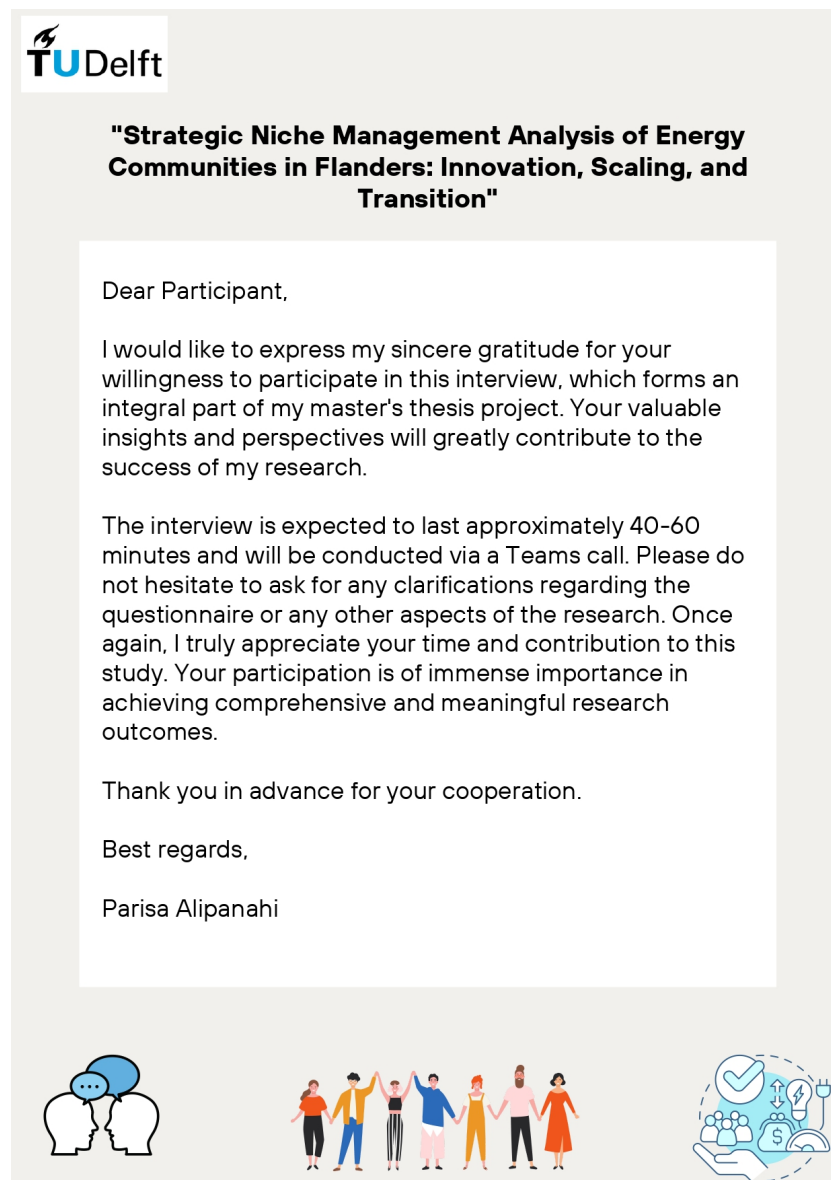 TUDelft
"Strategic Niche Management Analysis of Energy
Communities in Flanders: Innovation, Scaling, and
Transition"
Dear Participant,
I would like to express my sincere gratitude for your
willingness to participate in this interview, which forms an
integral part of my master's thesis project. Your valuable
insights and perspectives will greatly contribute to the
success of my research.
The interview is expected to last approximately 40-60
minutes and will be conducted via a Teams call. Please do
not hesitate to ask for any clarifications regarding the
questionnaire or any other aspects of the research. Once
again, I truly appreciate your time and contribution to this
study. Your participation is of immense importance in
achieving comprehensive and meaningful research
outcomes.
Thank you in advance for your cooperation.
Best regards,
Parisa Alipanahi
$